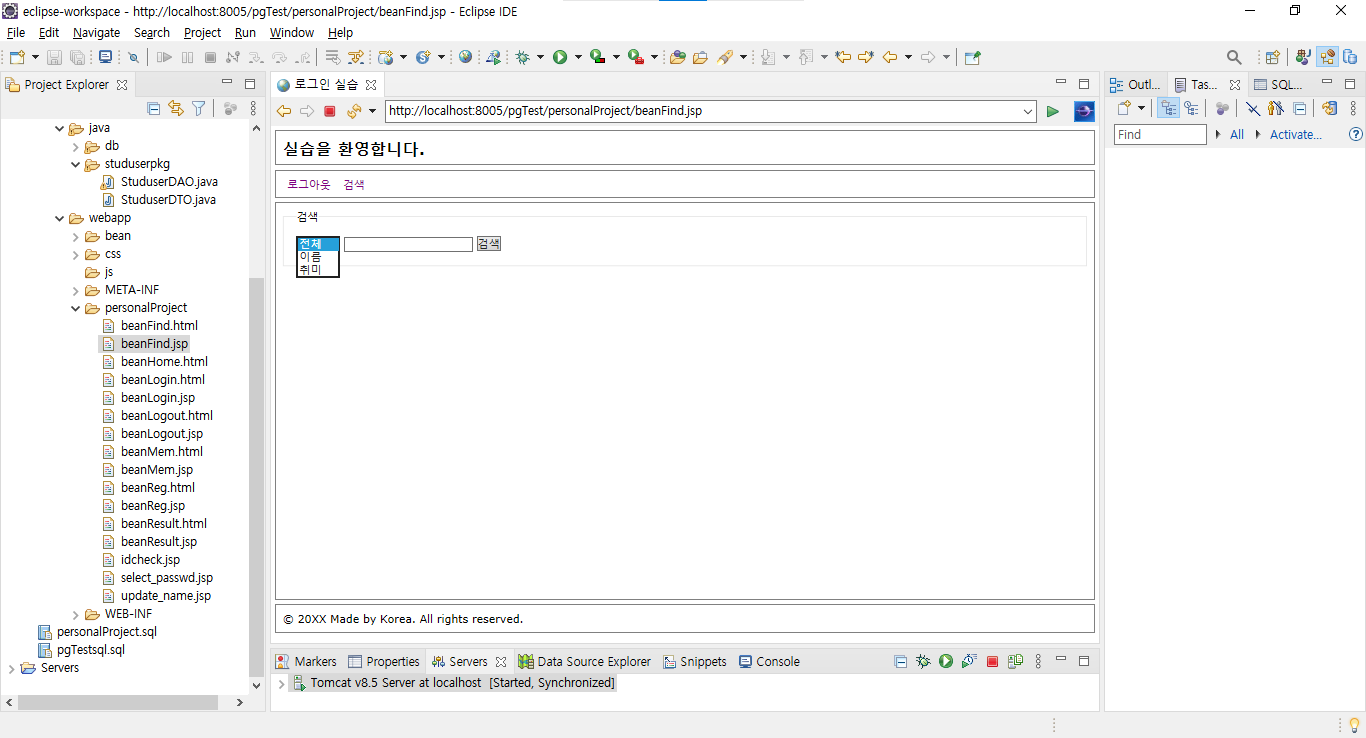 eclipse-workspace - http://localhost:8005/pgTest/personalProject/beanFind.jsp - Eclipse IDE
File Edit Navigate Search Project Run Window Help
Project Explorer
java
db
studuserpkg
StuduserDAO.java
StuduserDTO.java
webapp
bean
css
js
META-INF
personalProject
beanFind.html
beanFind.jsp
beanHome.html
beanLogin.html
beanLogin.jsp
beanLogout.html
beanLogout.jsp
beanMem.html
beanMem.jsp
beanReg.html
beanReg.jsp
beanResult.html
beanResult.jsp
idcheck.jsp
select_passwd.jsp
update_name.jsp
WEB-INF
personalProject.sql
pgTestsql.sql
Servers
로그인 실습
http://localhost:8005/pgTest/personalProject/beanFind.jsp
실습을 환영합니다.
로그아웃 검색
검색
전체 검색
이름
취미
© 20XX Made by Korea. All rights reserved.
Markers Properties Servers Data Source Explorer Snippets Console
Tomcat v8.5 Server at localhost [Started, Synchronized]
Outl... Tas... SQL...
Find All Activate...